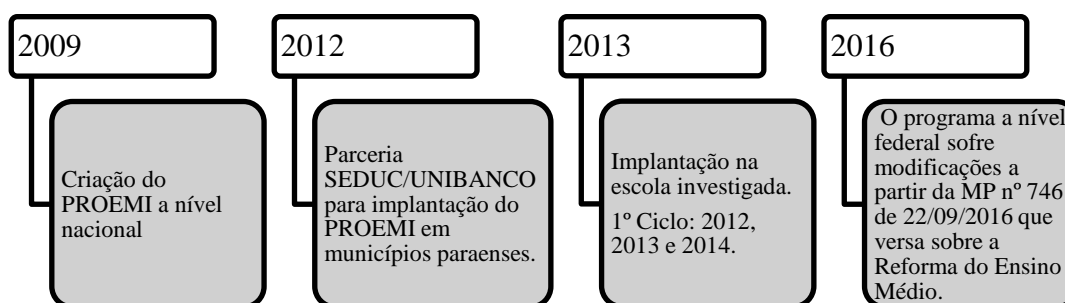 2009
Criação do
PROEMI a nível
nacional
2012
Parceria
SEDUC/UNIBANCO
para implantação do
PROEMI em
municípios paraenses.
2013
Implantação na
escola investigada.
1º Ciclo: 2012,
2013 e 2014.
2016
O programa a nível
federal sofre
modificações a
partir da MP nº 746
de 22/09/2016 que
versa sobre a
Reforma do Ensino
Médio.